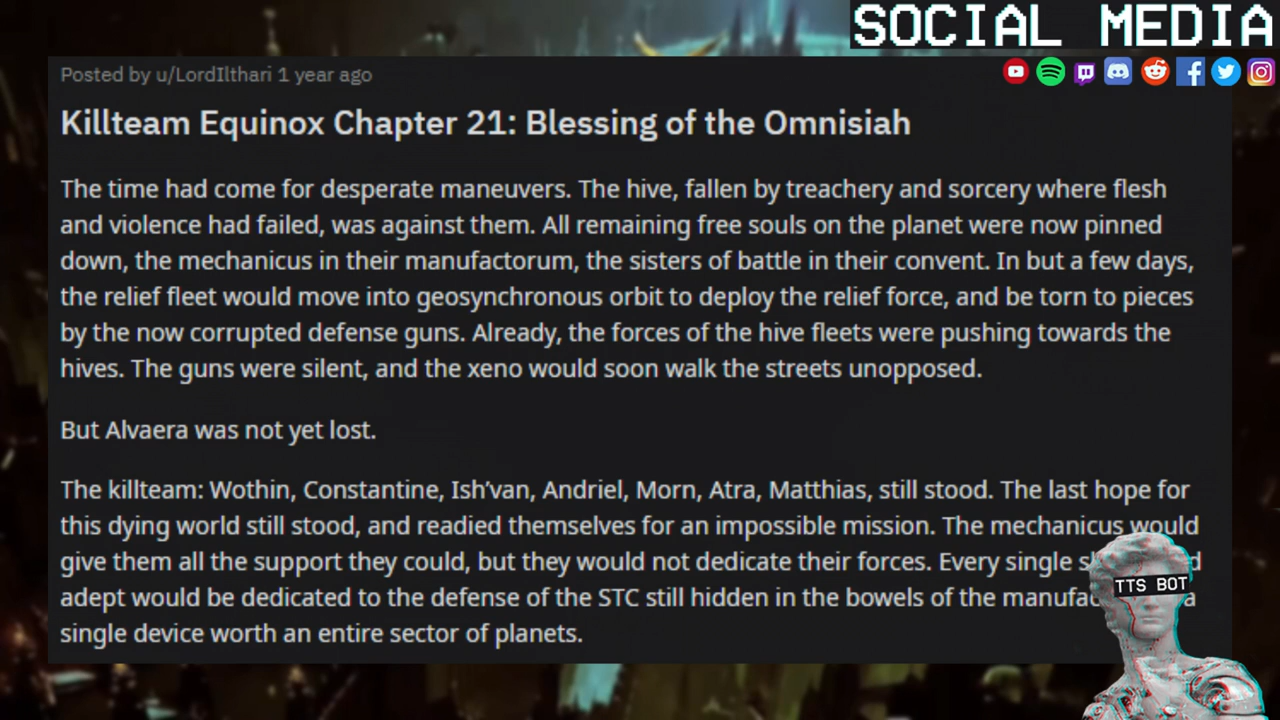 SOCIAL MEDIA
Posted by u/LordIlthari 1 year ago
Killteam Equinox Chapter 21: Blessing of the Omnisiah
The time had come for desperate maneuvers. The hive, fallen by treachery and sorcery where flesh
and violence had failed, was against them. All remaining free souls on the planet were now pinned
down, the mechanicus in their manufactorum, the sisters of battle in their convent. In but a few days,
the relief fleet would move into geosynchronous orbit to deploy the relief force, and be torn to pieces
by the now corrupted defense guns. Already, the forces of the hive fleets were pushing towards the
hives. The guns were silent, and the xeno would soon walk the streets unopposed.
But Alvaera was not yet lost.
The killteam: Wothin, Constantine, Ish'van, Andriel, Morn, Atra, Matthias, still stood. The last hope for
this dying world still stood, and readied themselves for an impossible mission. The mechanicus would
give them all the support they could, but they would not dedicate their forces. Every single
adept would be dedicated to the defense of the STC still hidden in the bowels of the a
single device worth an entire sector of planets.
TTS BOT